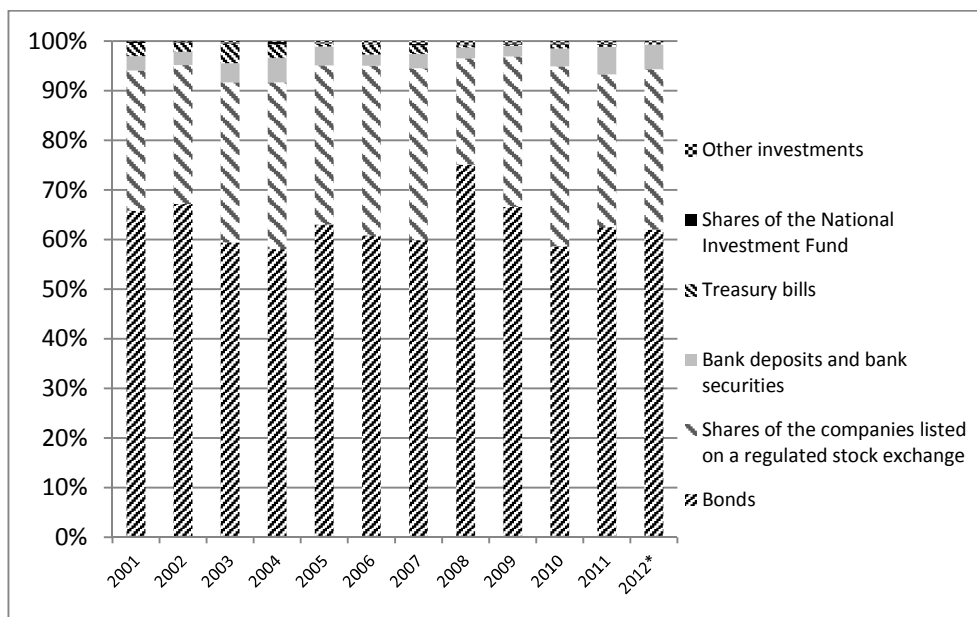 100%
90%
80%
70%
60%
50%
40%
30%
20%
10%
0%
2001
2002
2003
2004
2005
2006
2007
2008
2009
2010
2011
2012*
Other investments
Shares of the National
Investment Fund
Treasury bills
Bank deposits and bank
securities
Shares of the companies listed
on a regulated stock exchange
Bonds